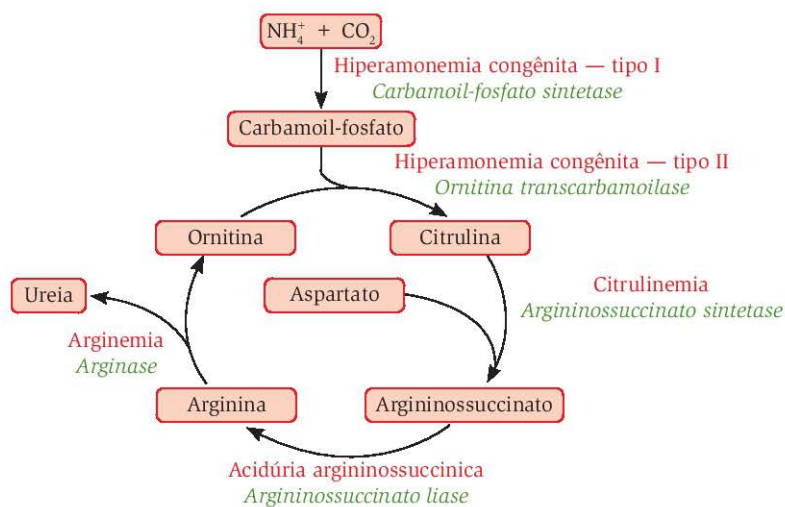 NH₄⁺ + CO₂
Hiperamonemia congênita — tipo I
Carbamoil-fosfato sintetase
Carbamoil-fosfato
Hiperamonemia congênita — tipo II
Ornitina transcarbamoilase
Ornitina
Citrulina
Ureia
Aspartato
Citrulinemia
Argininossuccinato sintetase
Arginemia
Arginase
Arginina
Argininossuccinato
Acidúria argininossuccinica
Argininossuccinato liase